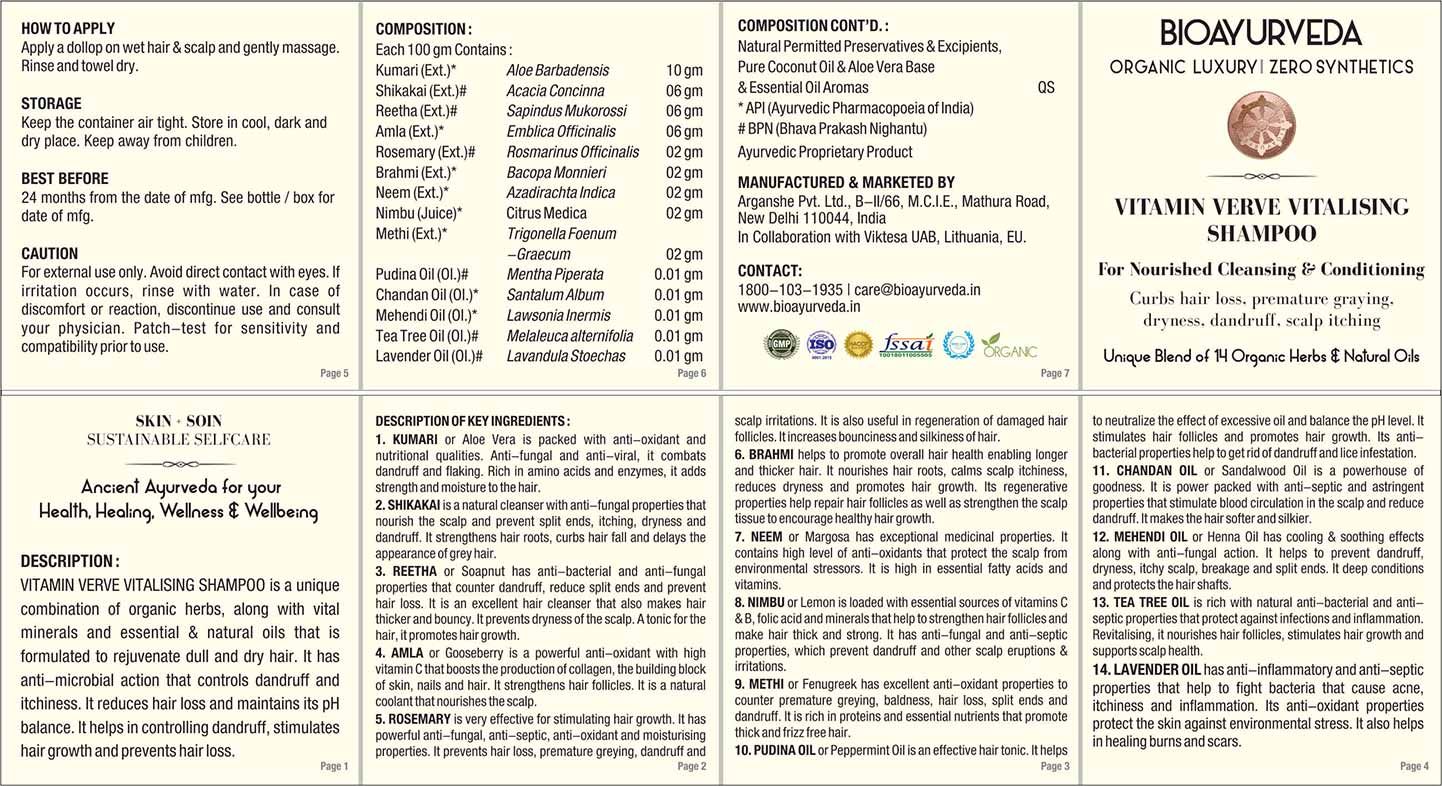 HOW TO APPLY
Apply a dollop on wet hair & scalp and gently massage.
Rinse and towel dry.
STORAGE
Keep the container air tight. Store in cool, dark and
dry place. Keep away from children.
BEST BEFORE
24 months from the date of mfg. See bottle / box for
date of mfg.
CAUTION
For external use only. Avoid direct contact with eyes. If
irritation occurs, rinse with water. In case of
discomfort or reaction, discontinue use and consult
your physician. Patch–test for sensitivity and
compatibility prior to use.
Page 5
COMPOSITION :
Each 100 gm Contains :
Kumari (Ext.)* Aloe Barbadensis 10 gm
Shikakai (Ext.)# Acacia Concinna 06 gm
Reetha (Ext.)# Sapindus Mukorossi 06 gm
Amla (Ext.)* Emblica Officinalis 06 gm
Rosemary (Ext.)# Rosmarinus Officinalis 02 gm
Brahmi (Ext.)* Bacopa Monnieri 02 gm
Neem (Ext.)* Azadirachta Indica 02 gm
Nimbu (Juice)* Citrus Medica 02 gm
Methi (Ext.)* Trigonella Foenum
–Graecum 02 gm
Pudina Oil (Ol.)# Mentha Piperata 0.01 gm
Chandan Oil (Ol.)* Santalum Album 0.01 gm
Mehendi Oil (Ol.)* Lawsonia Inermis 0.01 gm
Tea Tree Oil (Ol.)# Melaleuca alternifolia 0.01 gm
Lavender Oil (Ol.)# Lavandula Stoechas 0.01 gm
Page 6
COMPOSITION CONT'D. :
Natural Permitted Preservatives & Excipients,
Pure Coconut Oil & Aloe Vera Base
& Essential Oil Aromas QS
* API (Ayurvedic Pharmacopoeia of India)
# BPN (Bhava Prakash Nighantu)
Ayurvedic Proprietary Product
MANUFACTURED & MARKETED BY
Arganshe Pvt. Ltd., B–II/66, M.C.I.E., Mathura Road,
New Delhi 110044, India
In Collaboration with Viktesa UAB, Lithuania, EU.
CONTACT:
1800–103–1935 | care@bioayurveda.in
www.bioayurveda.in
GMP
ISO
9001:2015
HACCP
fssai
10018011005565
ORGANIC
Page 7
BIOAYURVEDA
ORGANIC LUXURY | ZERO SYNTHETICS
VITAMIN VERVE VITALISING
SHAMPOO
For Nourished Cleansing & Conditioning
Curbs hair loss, premature graying,
dryness, dandruff, scalp itching
Unique Blend of 14 Organic Herbs & Natural Oils
SKIN + SOIN
SUSTAINABLE SELFCARE
Ancient Ayurveda for your
Health, Healing, Wellness & Wellbeing
DESCRIPTION :
VITAMIN VERVE VITALISING SHAMPOO is a unique
combination of organic herbs, along with vital
minerals and essential & natural oils that is
formulated to rejuvenate dull and dry hair. It has
anti–microbial action that controls dandruff and
itchiness. It reduces hair loss and maintains its pH
balance. It helps in controlling dandruff, stimulates
hair growth and prevents hair loss.
Page 1
DESCRIPTION OF KEY INGREDIENTS :
1. KUMARI or Aloe Vera is packed with anti–oxidant and
nutritional qualities. Anti–fungal and anti–viral, it combats
dandruff and flaking. Rich in amino acids and enzymes, it adds
strength and moisture to the hair.
2. SHIKAKAI is a natural cleanser with anti–fungal properties that
nourish the scalp and prevent split ends, itching, dryness and
dandruff. It strengthens hair roots, curbs hair fall and delays the
appearance of grey hair.
3. REETHA or Soapnut has anti–bacterial and anti–fungal
properties that counter dandruff, reduce split ends and prevent
hair loss. It is an excellent hair cleanser that also makes hair
thicker and bouncy. It prevents dryness of the scalp. A tonic for the
hair, it promotes hair growth.
4. AMLA or Gooseberry is a powerful anti–oxidant with high
vitamin C that boosts the production of collagen, the building block
of skin, nails and hair. It strengthens hair follicles. It is a natural
coolant that nourishes the scalp.
5. ROSEMARY is very effective for stimulating hair growth. It has
powerful anti–fungal, anti–septic, anti–oxidant and moisturising
properties. It prevents hair loss, premature greying, dandruff and
Page 2
scalp irritations. It is also useful in regeneration of damaged hair
follicles. It increases bounciness and silkiness of hair.
6. BRAHMI helps to promote overall hair health enabling longer
and thicker hair. It nourishes hair roots, calms scalp itchiness,
reduces dryness and promotes hair growth. Its regenerative
properties help repair hair follicles as well as strengthen the scalp
tissue to encourage healthy hair growth.
7. NEEM or Margosa has exceptional medicinal properties. It
contains high level of anti–oxidants that protect the scalp from
environmental stressors. It is high in essential fatty acids and
vitamins.
8. NIMBU or Lemon is loaded with essential sources of vitamins C
& B, folic acid and minerals that help to strengthen hair follicles and
make hair thick and strong. It has anti–fungal and anti–septic
properties, which prevent dandruff and other scalp eruptions &
irritations.
9. METHI or Fenugreek has excellent anti–oxidant properties to
counter premature greying, baldness, hair loss, split ends and
dandruff. It is rich in proteins and essential nutrients that promote
thick and frizz free hair.
10. PUDINA OIL or Peppermint Oil is an effective hair tonic. It helps
Page 3
to neutralize the effect of excessive oil and balance the pH level. It
stimulates hair follicles and promotes hair growth. Its anti–
bacterial properties help to get rid of dandruff and lice infestation.
11. CHANDAN OIL or Sandalwood Oil is a powerhouse of
goodness. It is power packed with anti–septic and astringent
properties that stimulate blood circulation in the scalp and reduce
dandruff. It makes the hair softer and silkier.
12. MEHENDI OIL or Henna Oil has cooling & soothing effects
along with anti–fungal action. It helps to prevent dandruff,
dryness, itchy scalp, breakage and split ends. It deep conditions
and protects the hair shafts.
13. TEA TREE OIL is rich with natural anti–bacterial and anti–
septic properties that protect against infections and inflammation.
Revitalising, it nourishes hair follicles, stimulates hair growth and
supports scalp health.
14. LAVENDER OIL has anti–inflammatory and anti–septic
properties that help to fight bacteria that cause acne,
itchiness and inflammation. Its anti–oxidant properties
protect the skin against environmental stress. It also helps
in healing burns and scars.
Page 4